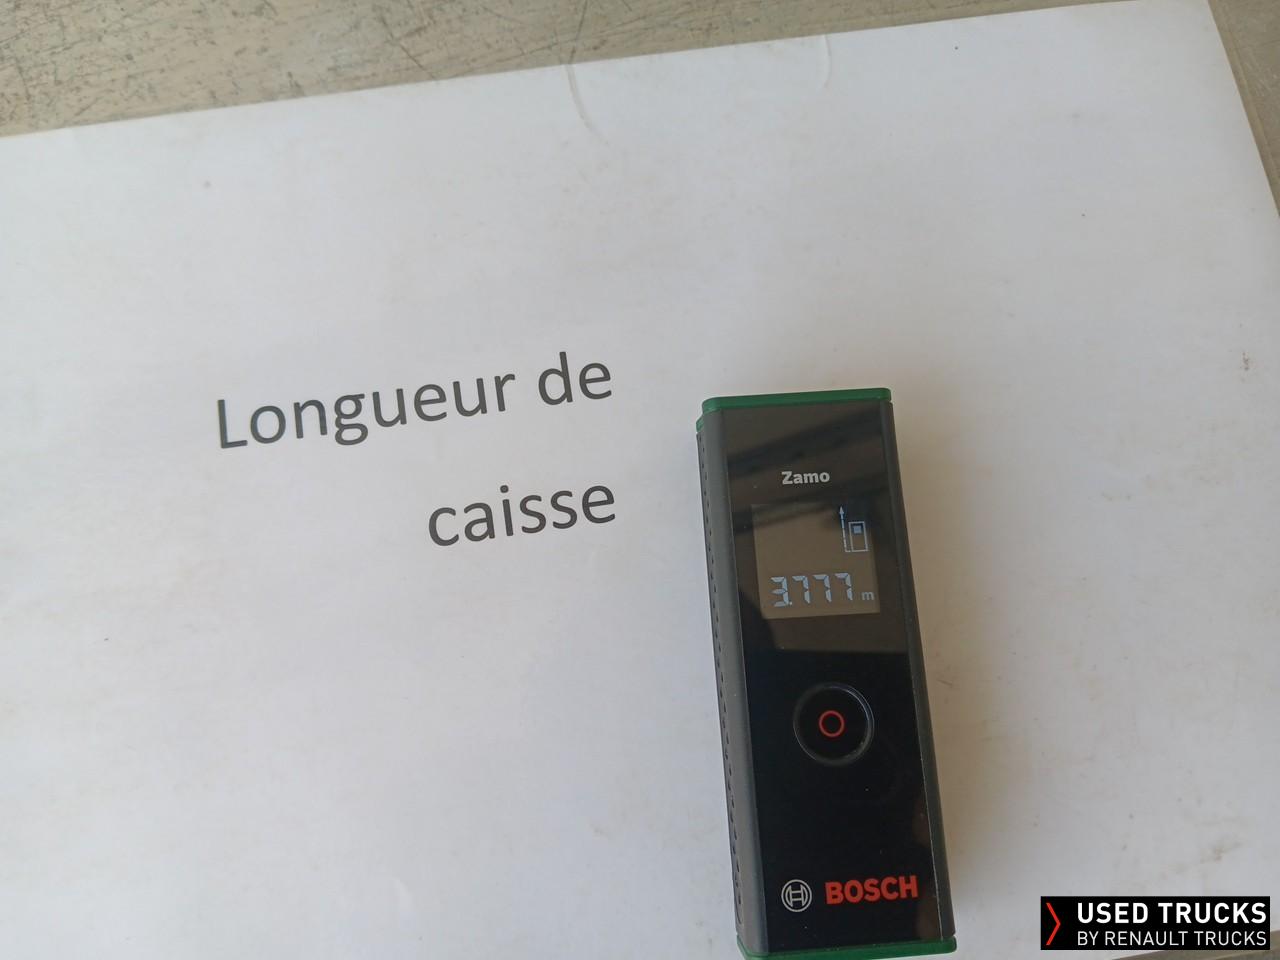 Longueur de
caisse
Zamo
3.777 m
BOSCH
USED TRUCKS
BY RENAULT TRUCKS